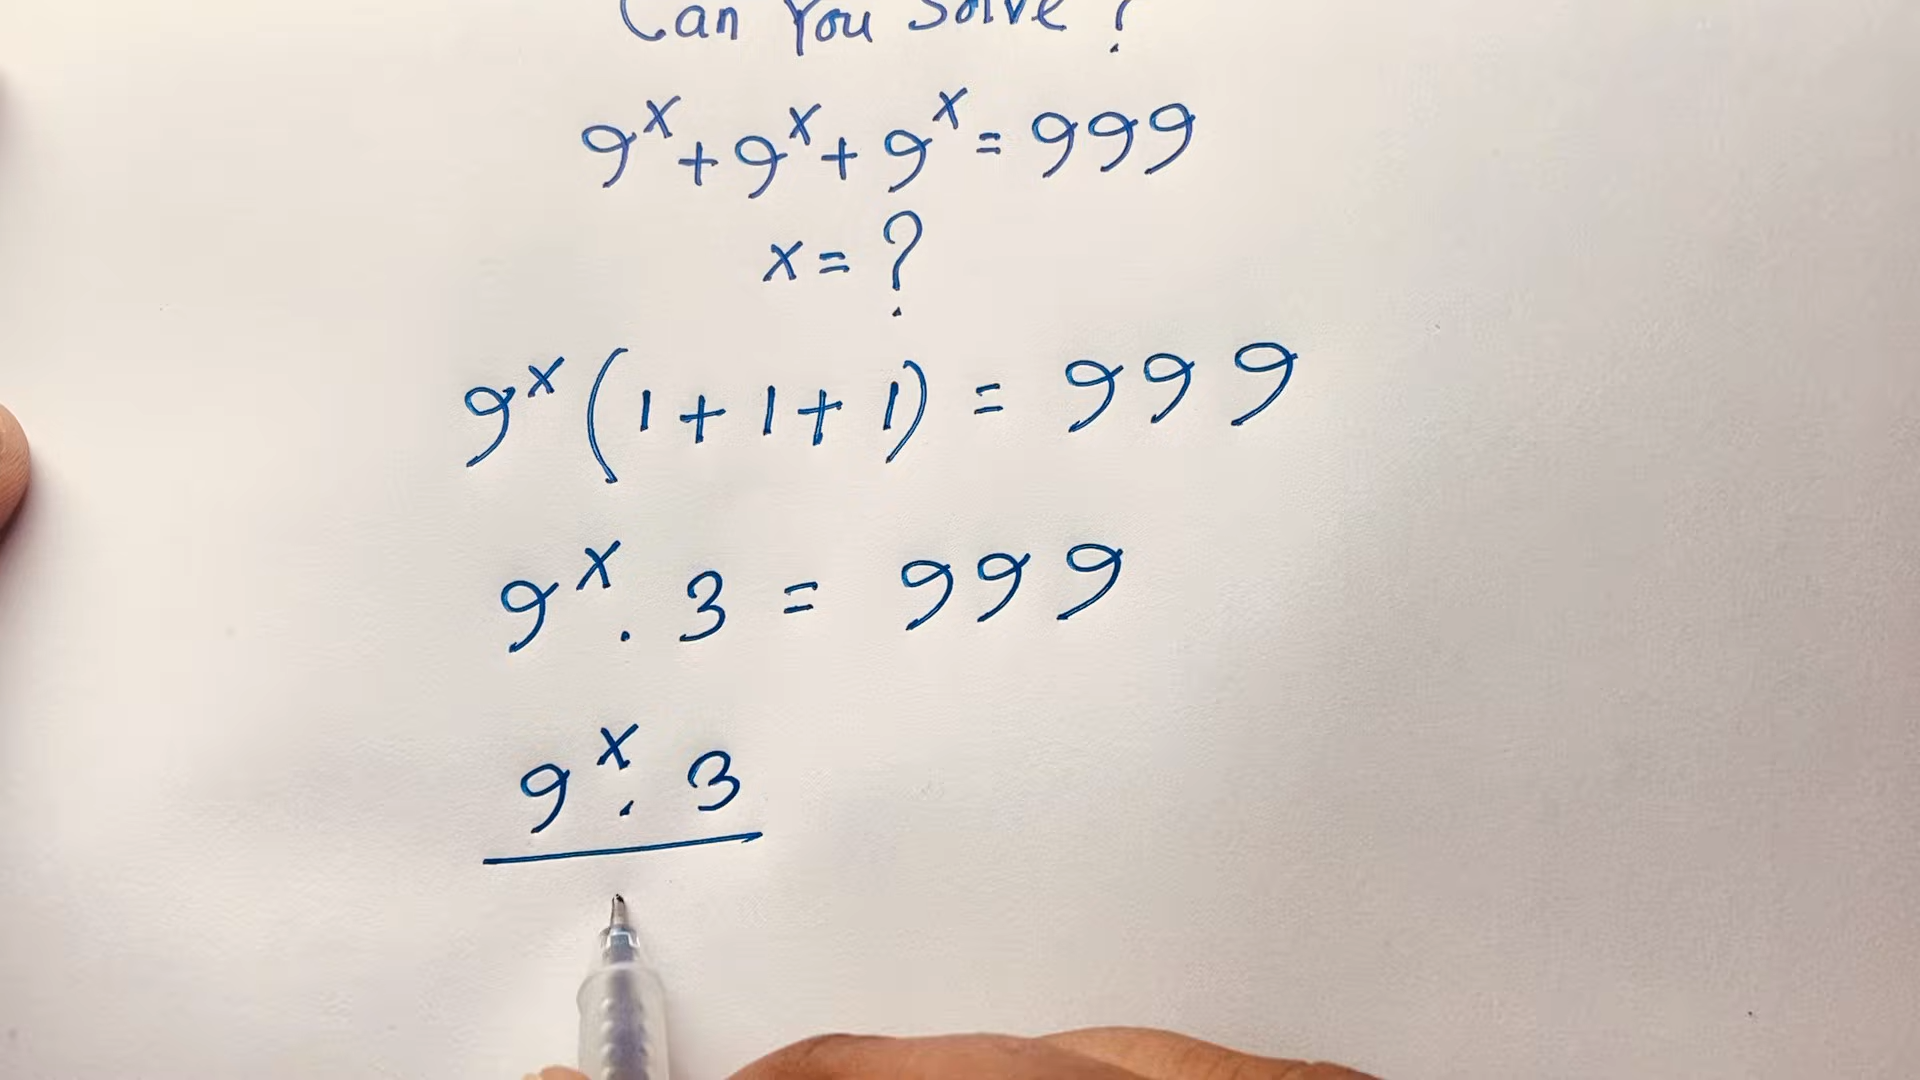 Can You Solve ?
9^x + 9^x + 9^x = 999
x = ?
9^x (1 + 1 + 1) = 999
9^x . 3 = 999
9^x . 3